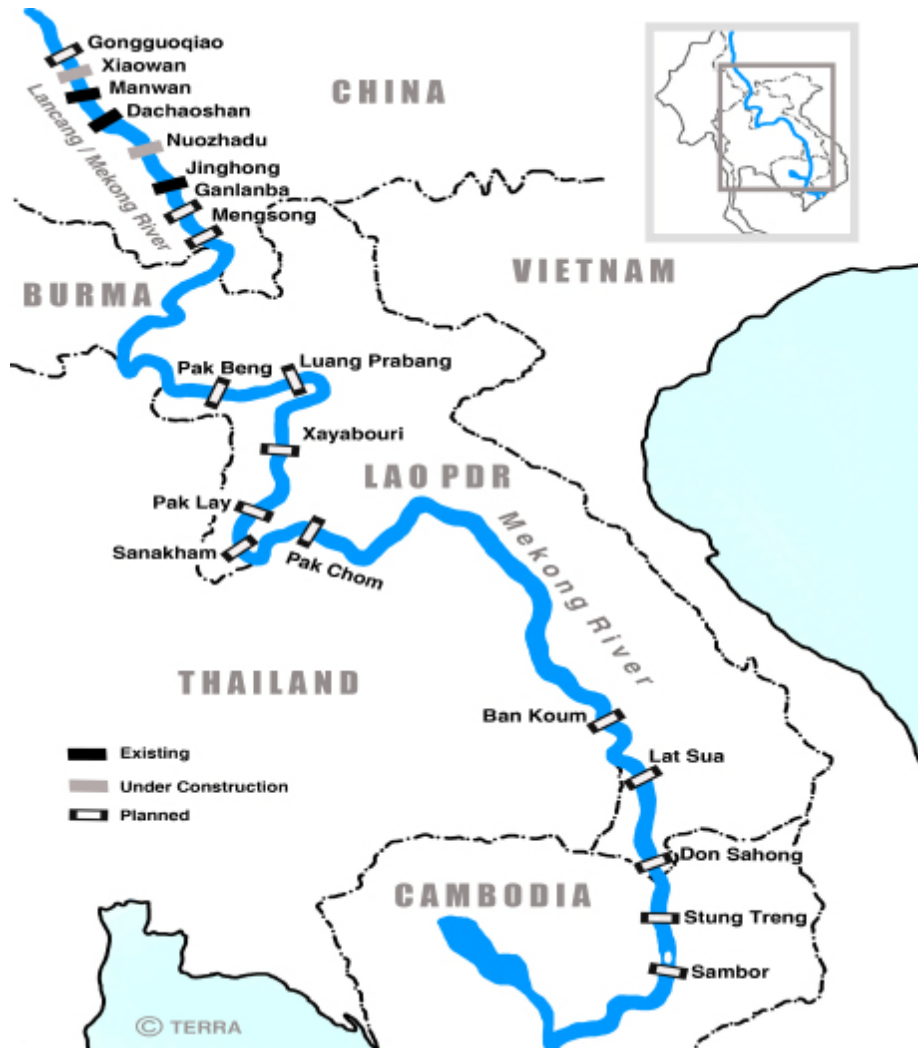 Gongguoqiao
Xiaowan
Manwan
Dachaoshan
Nuozhadu
Jinghong
Ganlanba
Mengsong
Lancang / Mekong River
CHINA
BURMA
VIETNAM
Pak Beng
Luang Prabang
Xayabouri
LAO PDR
Pak Lay
Sanakham
Pak Chom
Mekong River
THAILAND
Ban Koum
Lat Sua
Existing
Under Construction
Planned
Don Sahong
CAMBODIA
Stung Treng
Sambor
© TERRA